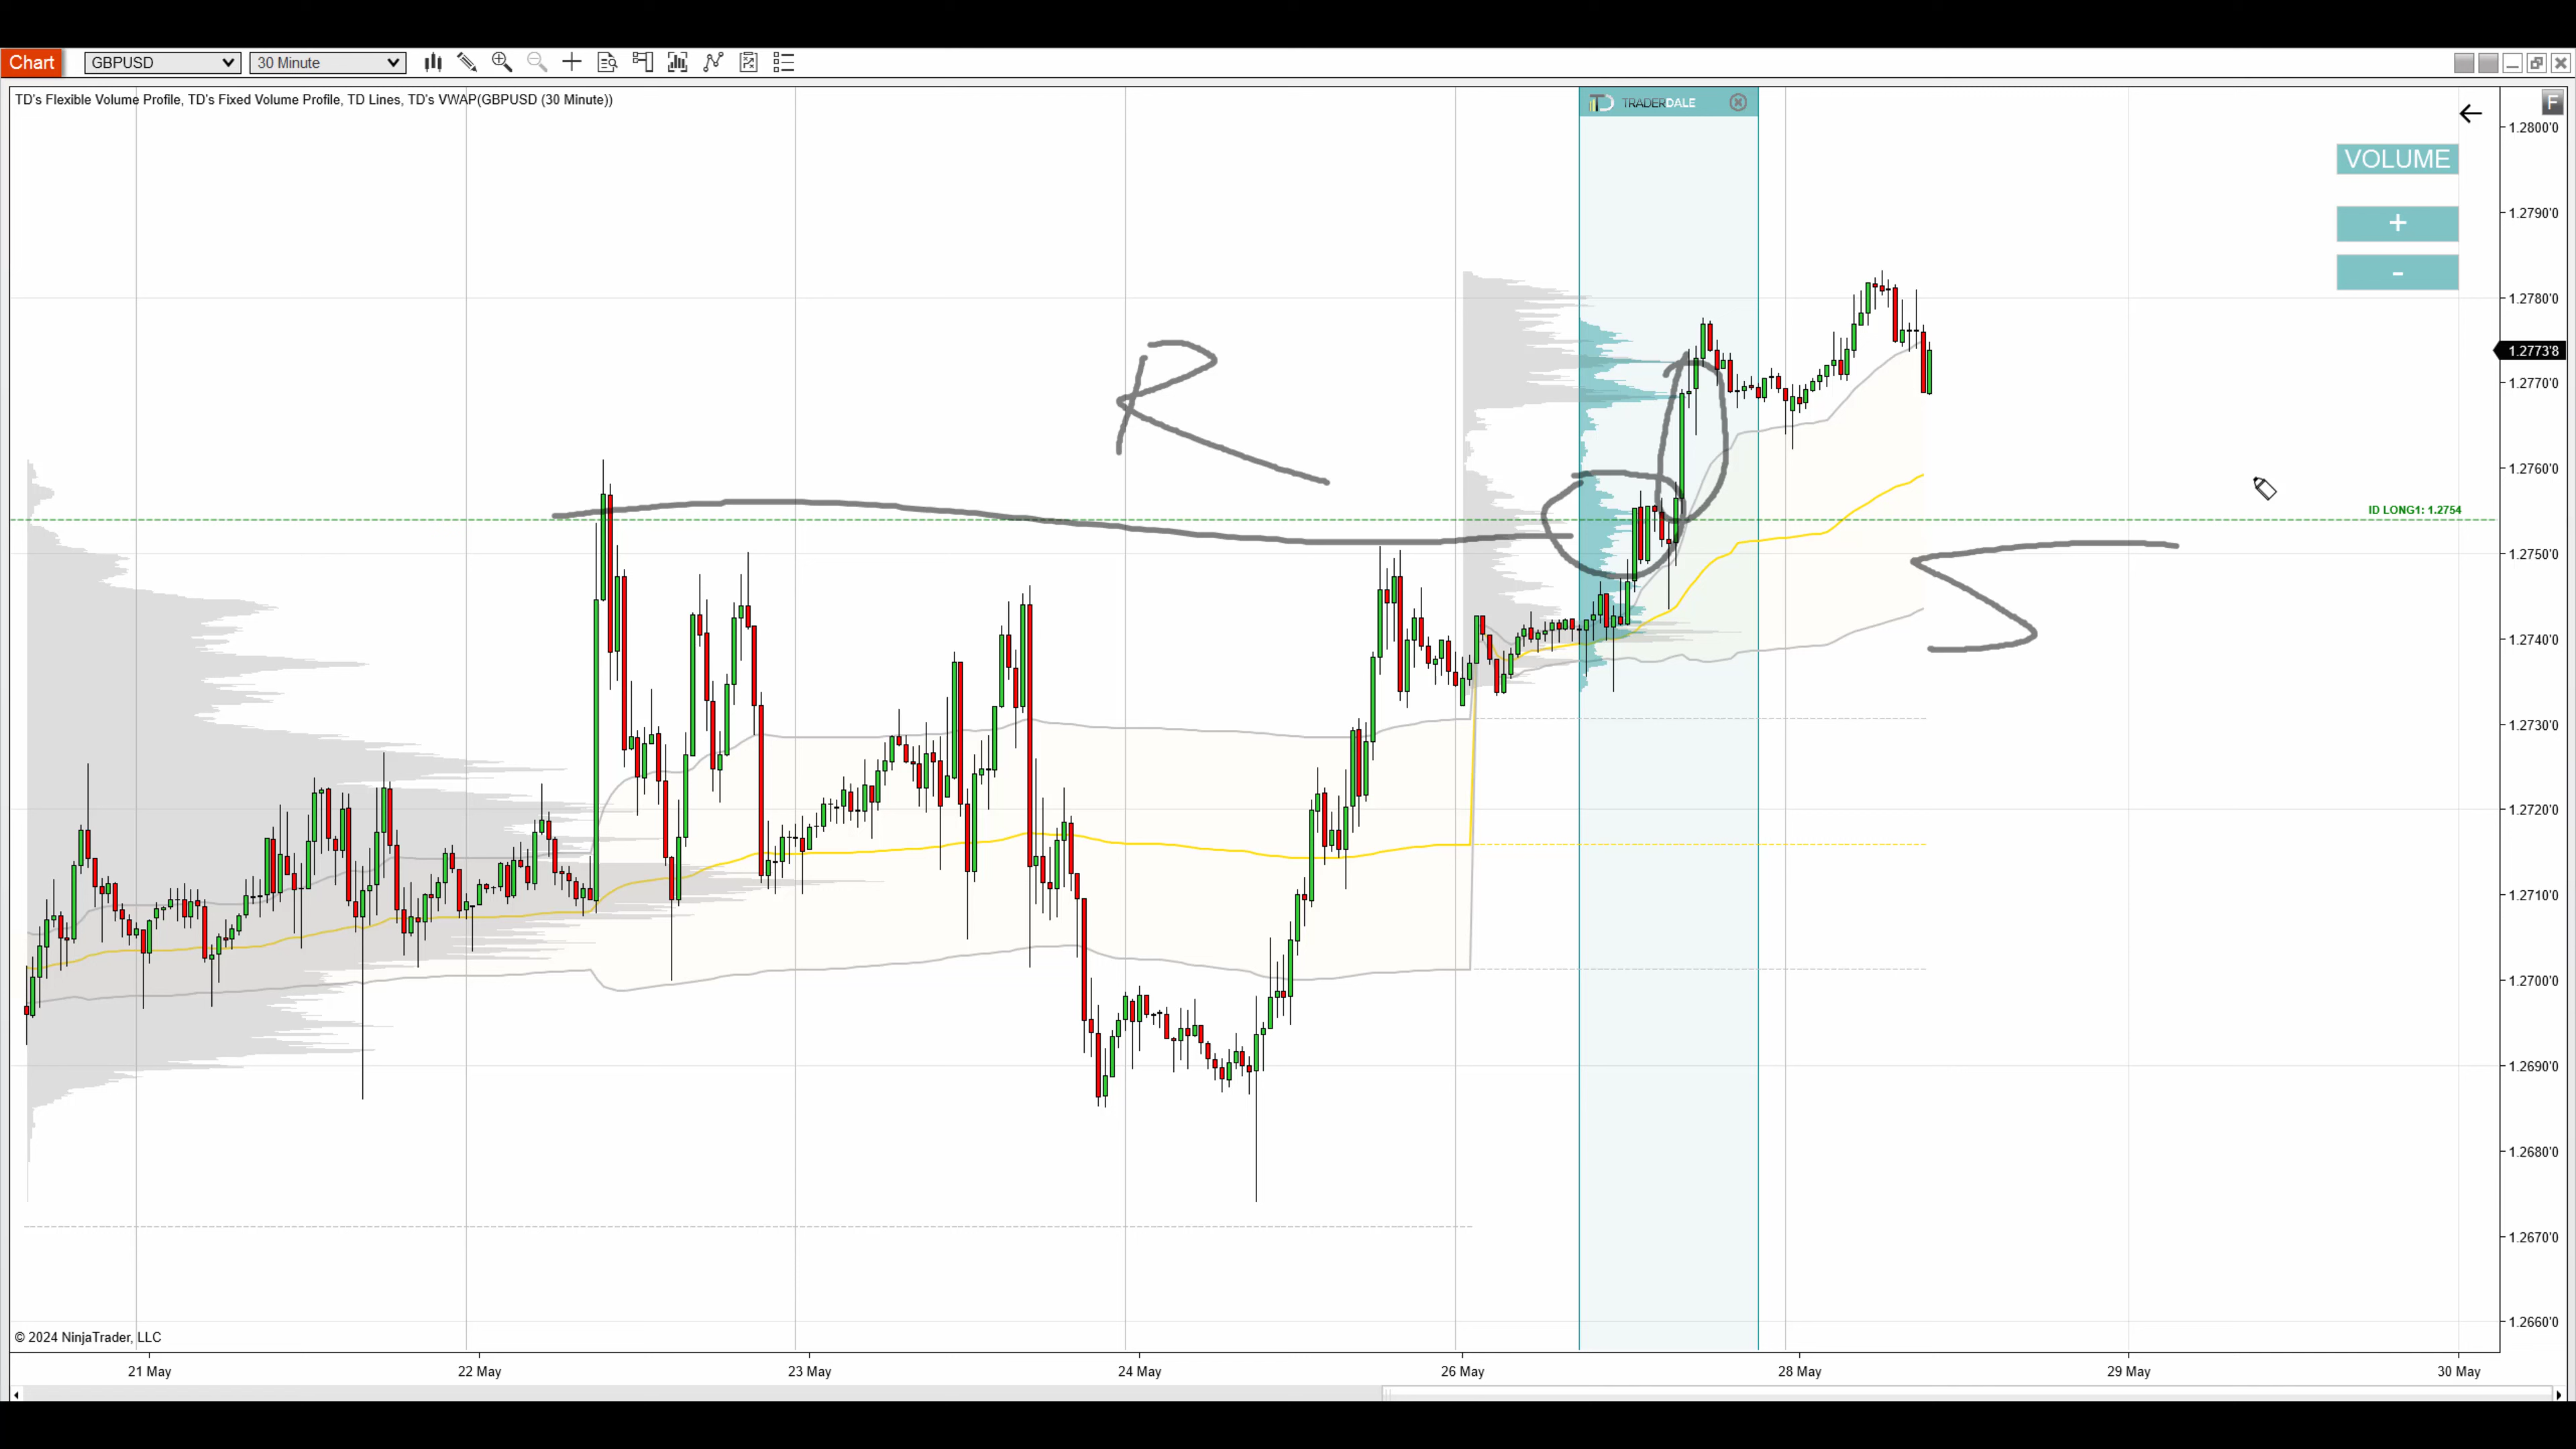 Chart GBPUSD 30 Minute
TD's Flexible Volume Profile, TD's Fixed Volume Profile, TD Lines, TD's VWAP(GBPUSD (30 Minute))
TRADERDALE
F
VOLUME
+
-
R
S
ID LONG1: 1.2754
1.2800'0
1.2790'0
1.2780'0
1.2773'8
1.2770'0
1.2760'0
1.2750'0
1.2740'0
1.2730'0
1.2720'0
1.2710'0
1.2700'0
1.2690'0
1.2680'0
1.2670'0
1.2660'0
© 2024 NinjaTrader, LLC
21 May 22 May 23 May 24 May 26 May 28 May 29 May 30 May